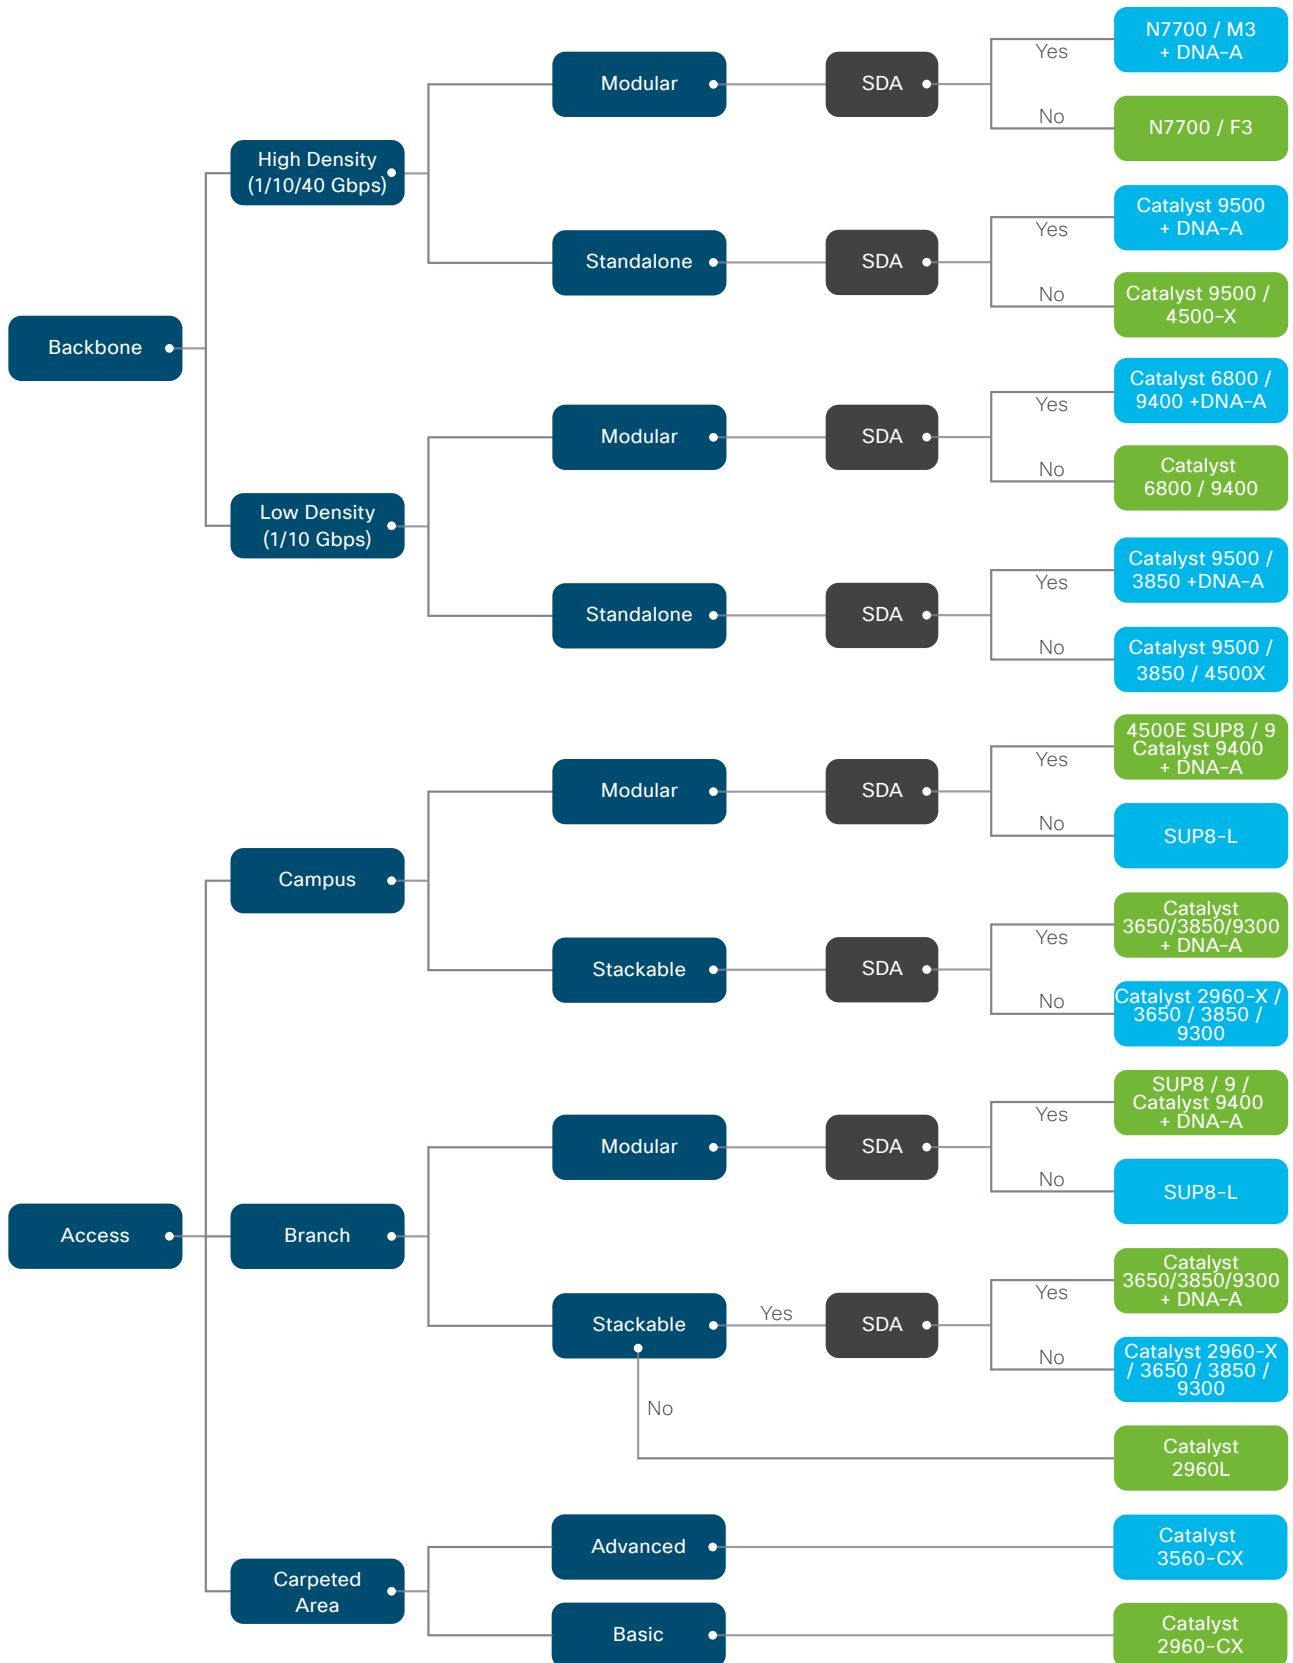 Backbone
High Density
(1/10/40 Gbps)
Modular
SDA
Yes
N7700 / M3
+ DNA-A
No
N7700 / F3
Standalone
SDA
Yes
Catalyst 9500
+ DNA-A
No
Catalyst 9500 /
4500-X
Low Density
(1/10 Gbps)
Modular
SDA
Yes
Catalyst 6800 /
9400 +DNA-A
No
Catalyst
6800 / 9400
Standalone
SDA
Yes
Catalyst 9500 /
3850 +DNA-A
No
Catalyst 9500 /
3850 / 4500X
Access
Campus
Modular
SDA
Yes
4500E SUP8 / 9
Catalyst 9400
+ DNA-A
No
SUP8-L
Stackable
SDA
Yes
Catalyst
3650/3850/9300
+ DNA-A
No
Catalyst 2960-X /
3650 / 3850 /
9300
Branch
Modular
SDA
Yes
SUP8 / 9 /
Catalyst 9400
+ DNA-A
No
SUP8-L
Stackable
Yes
SDA
Yes
Catalyst
3650/3850/9300
+ DNA-A
No
Catalyst 2960-X
/ 3650 / 3850 /
9300
No
Catalyst
2960L
Carpeted
Area
Advanced
Catalyst
3560-CX
Basic
Catalyst
2960-CX